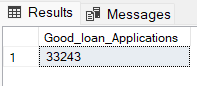 Results Messages
Good_loan_Applications
1 33243